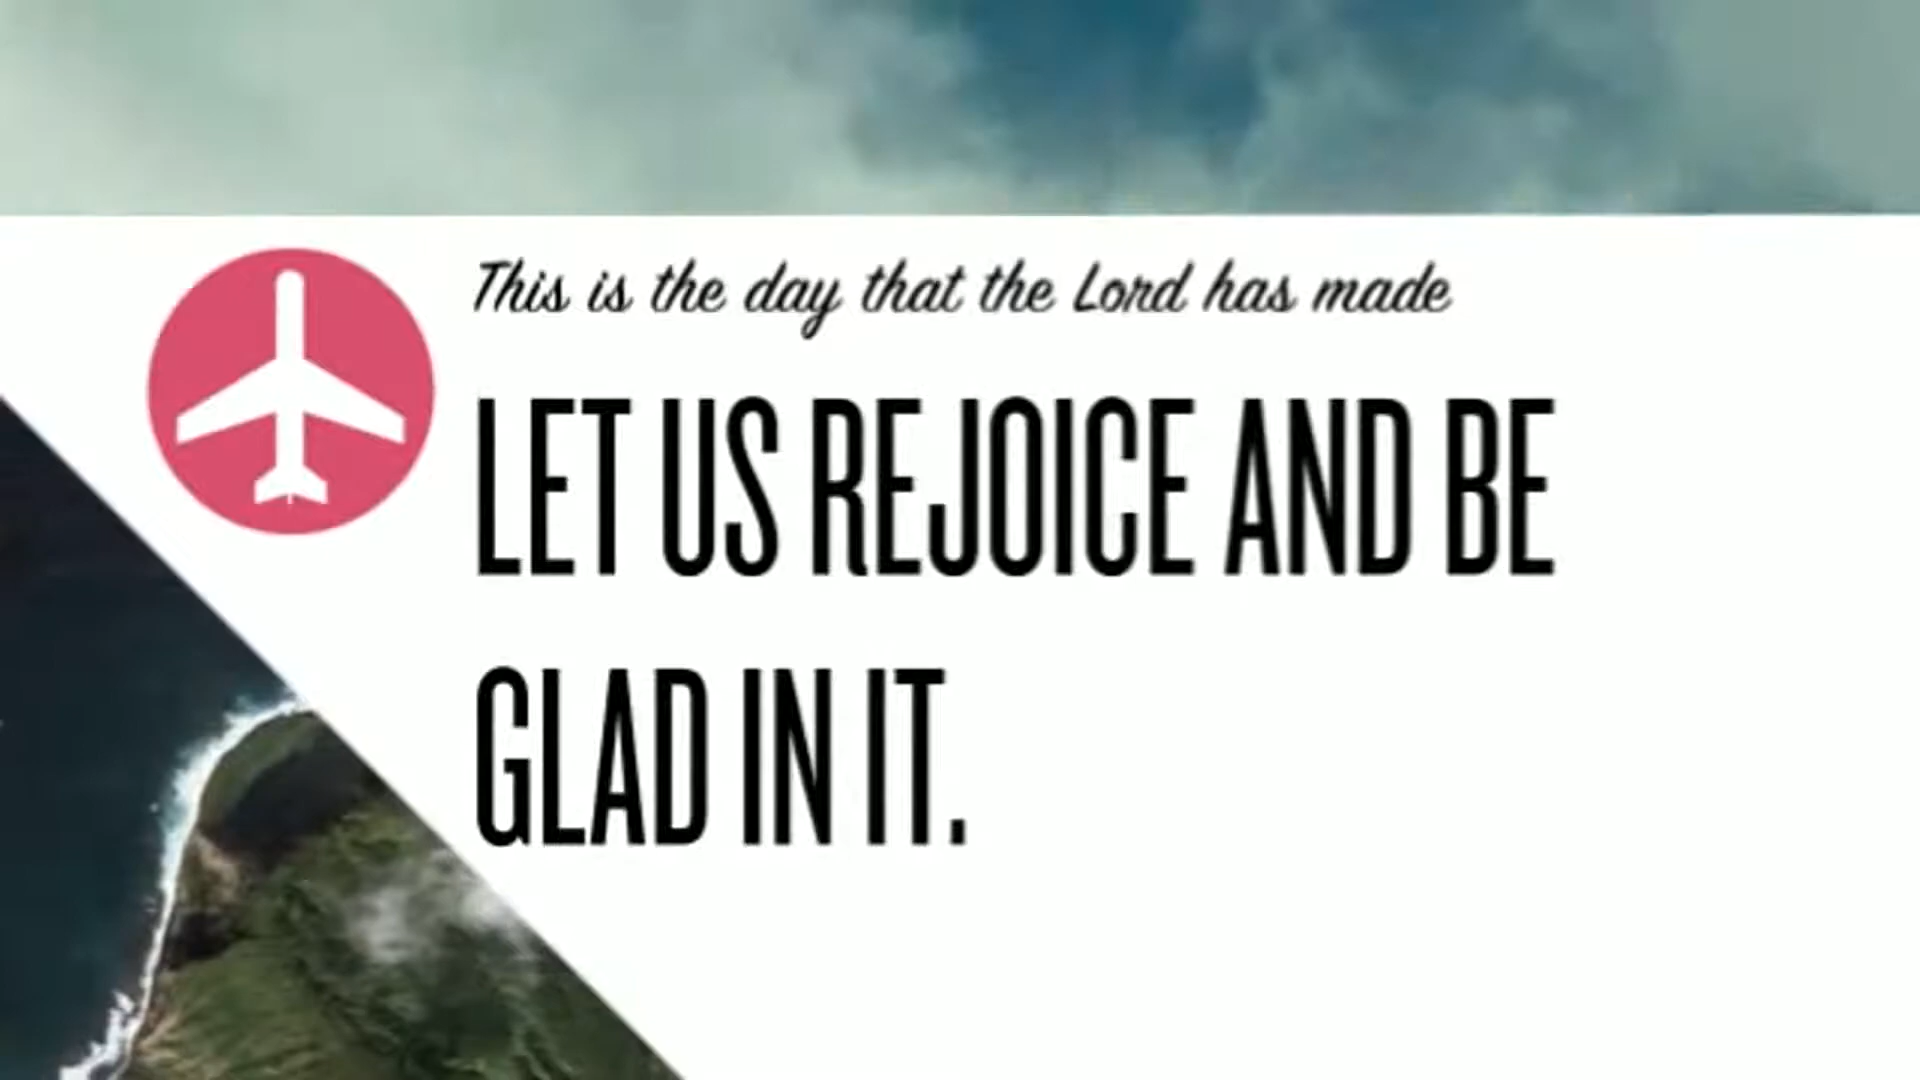 This is the day that the Lord has made
LET US REJOICE AND BE
GLAD IN IT.